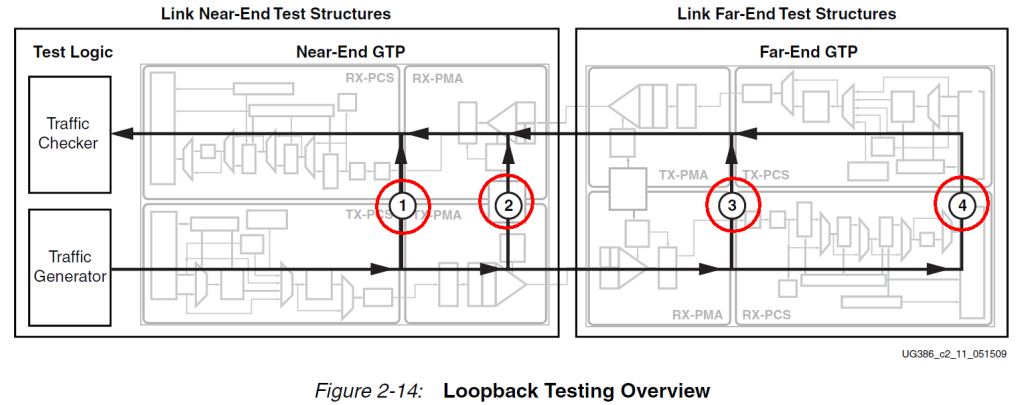 Link Near-End Test Structures
Link Far-End Test Structures
Test Logic
Near-End GTP
Far-End GTP
RX-PCS
RX-PMA
Traffic
Checker
TX-PMA
TX-PCS
1
2
3
4
TX-PCS
TX-PMA
Traffic
Generator
RX-PMA
RX-PCS
UG386_c2_11_051509
Figure 2-14: Loopback Testing Overview